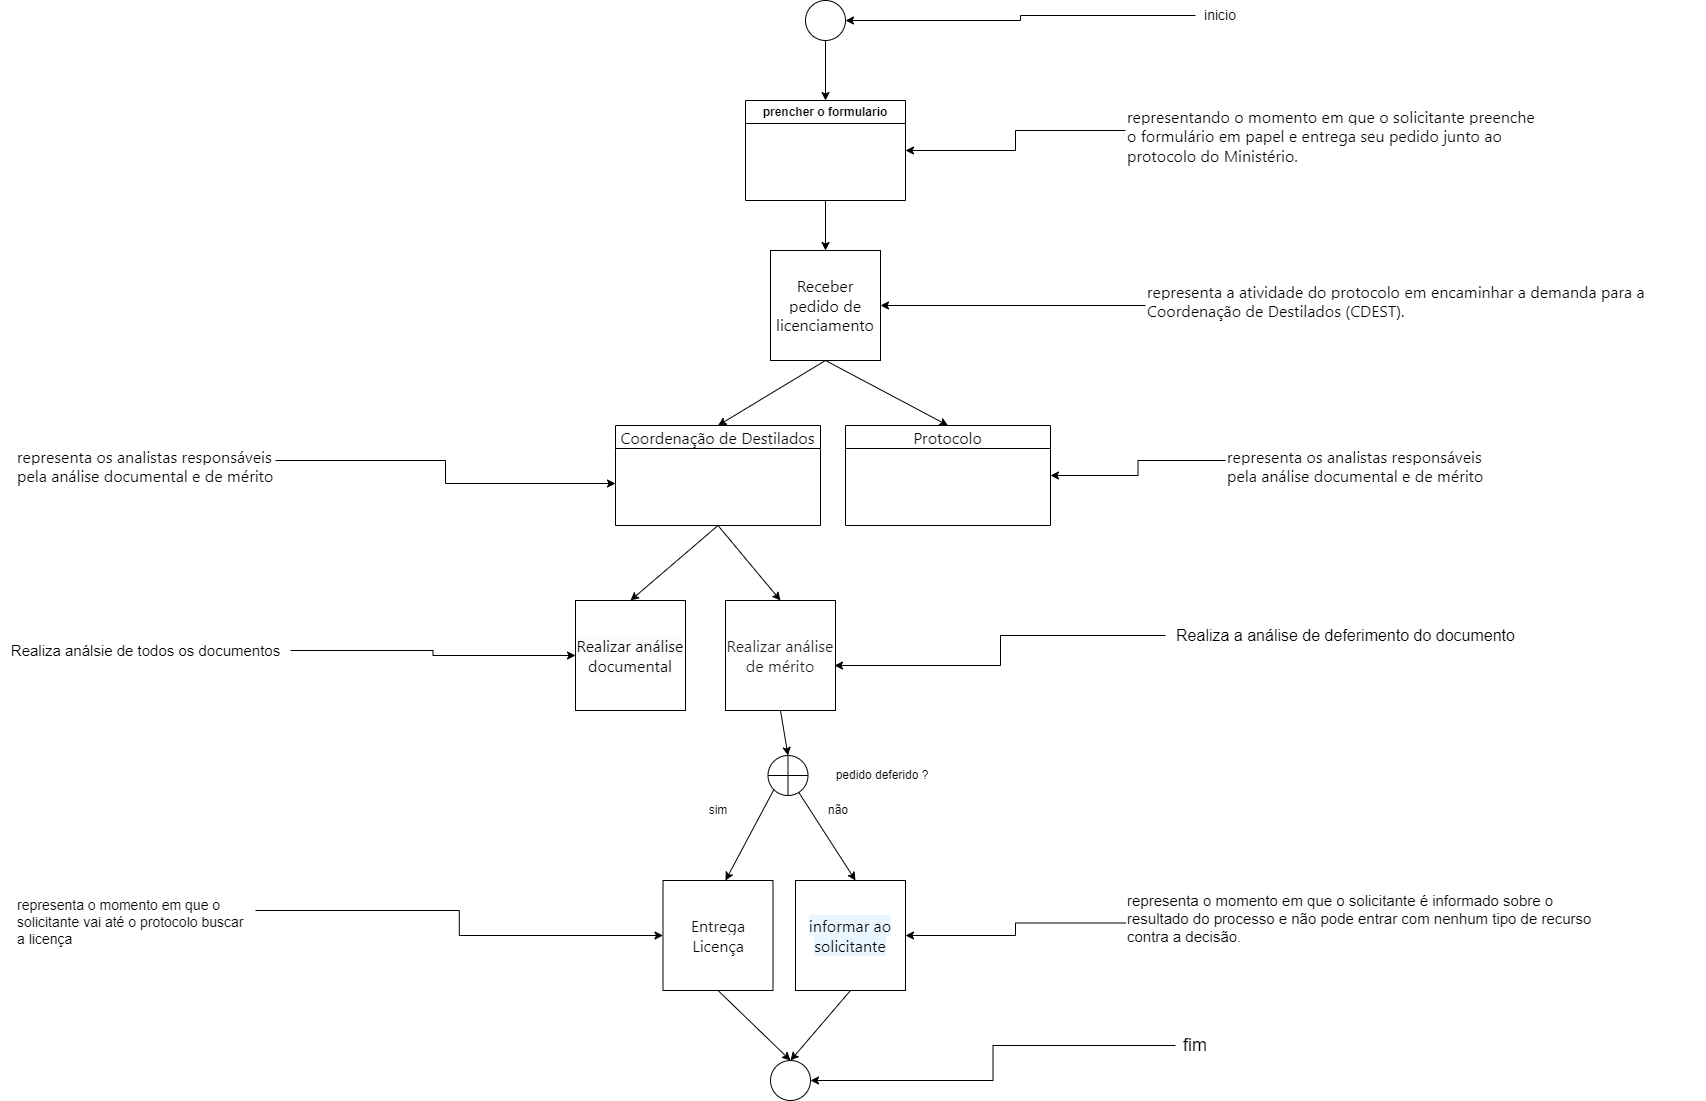 inicio
prencher o formulario
representando o momento em que o solicitante preenche
o formulário em papel e entrega seu pedido junto ao
protocolo do Ministério.
Receber
pedido de
licenciamento
representa a atividade do protocolo em encaminhar a demanda para a
Coordenação de Destilados (CDEST).
Coordenação de Destilados
Protocolo
representa os analistas responsáveis
pela análise documental e de mérito
representa os analistas responsáveis
pela análise documental e de mérito
Realiza análsie de todos os documentos
Realizar análise
documental
Realizar análise
de mérito
Realiza a análise de deferimento do documento
pedido deferido ?
sim
não
representa o momento em que o
solicitante vai até o protocolo buscar
a licença
Entrega
Licença
informar ao
solicitante
representa o momento em que o solicitante é informado sobre o
resultado do processo e não pode entrar com nenhum tipo de recurso
contra a decisão.
fim